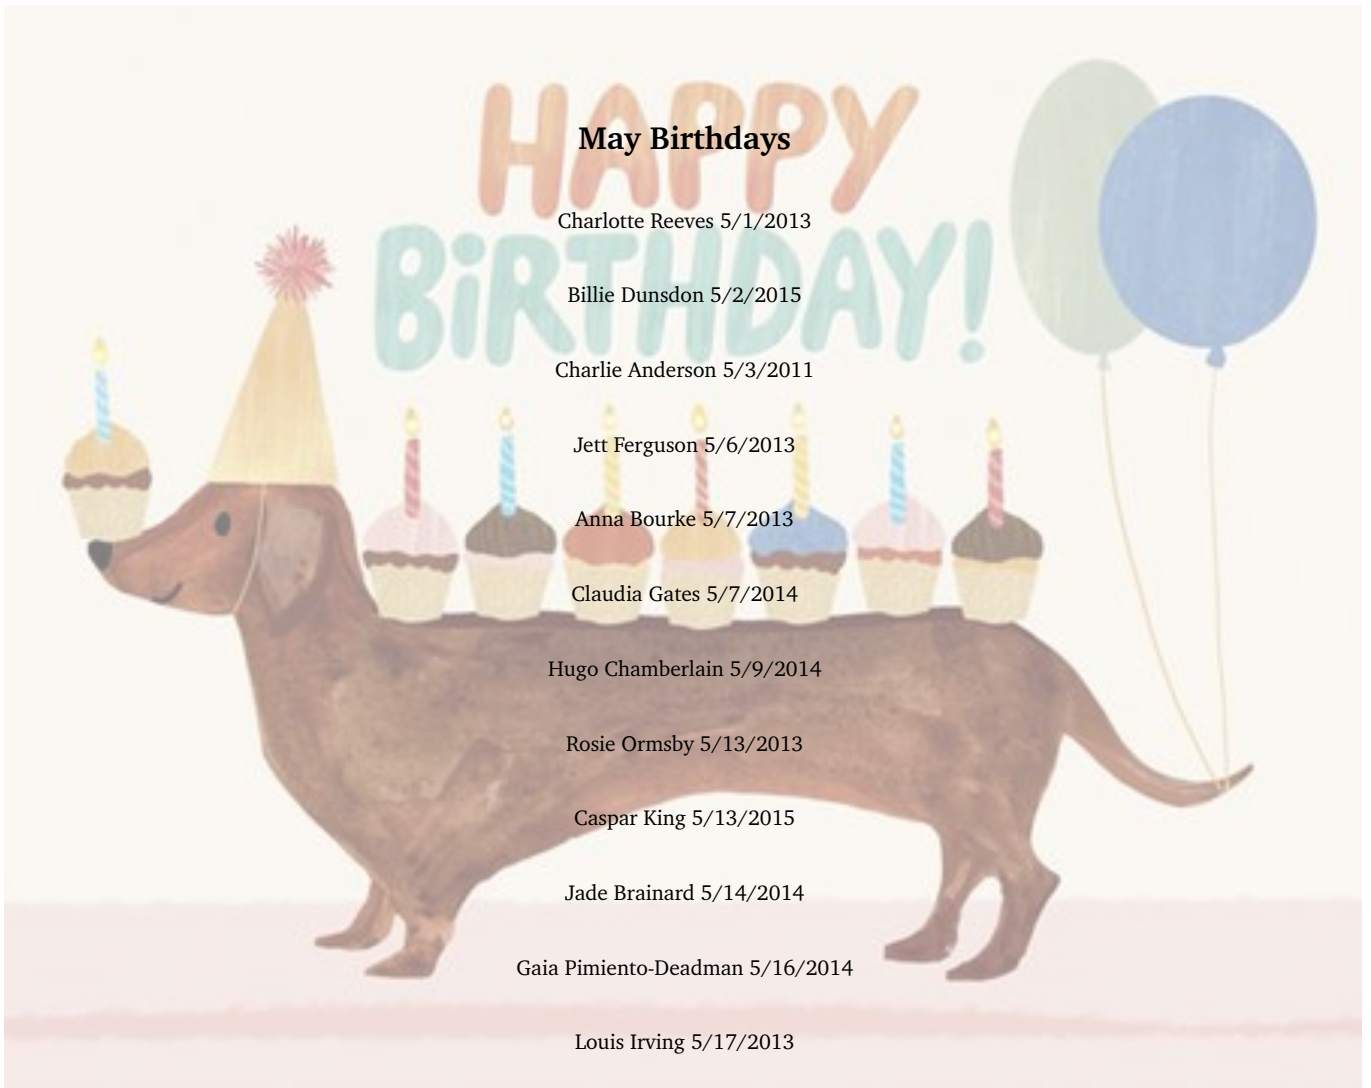 HAPPY
BiRTHDAY!
May Birthdays
Charlotte Reeves 5/1/2013
Billie Dunsdon 5/2/2015
Charlie Anderson 5/3/2011
Jett Ferguson 5/6/2013
Anna Bourke 5/7/2013
Claudia Gates 5/7/2014
Hugo Chamberlain 5/9/2014
Rosie Ormsby 5/13/2013
Caspar King 5/13/2015
Jade Brainard 5/14/2014
Gaia Pimiento-Deadman 5/16/2014
Louis Irving 5/17/2013